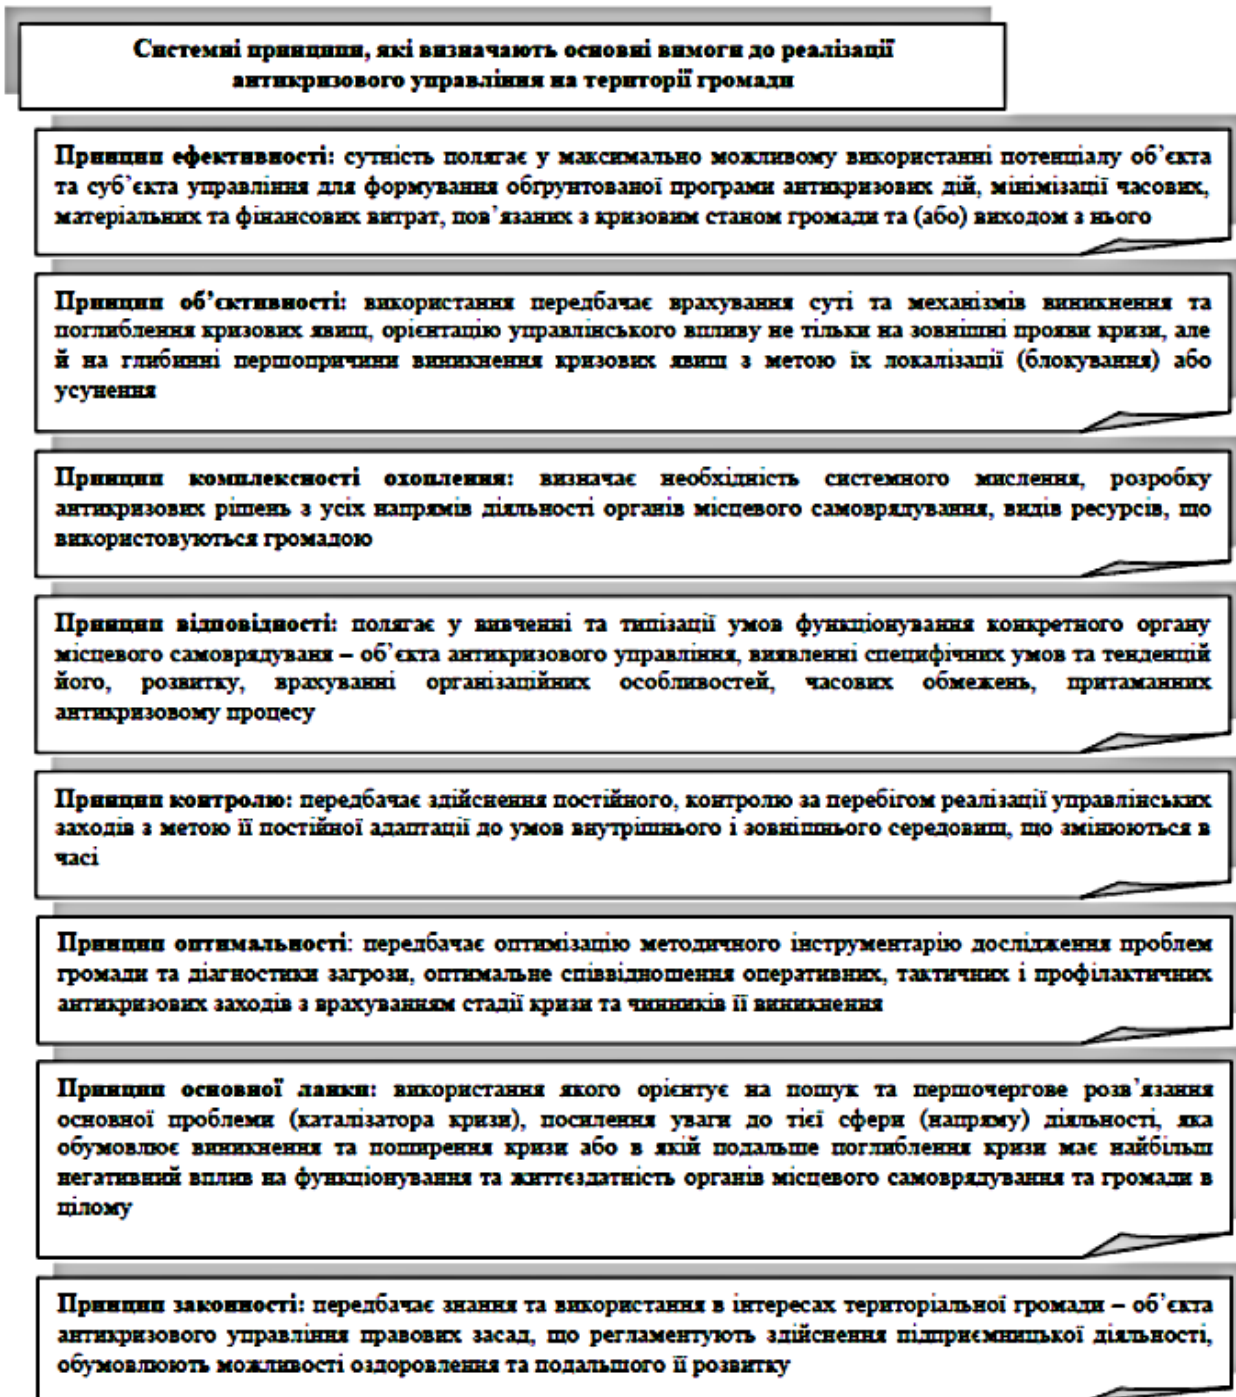 Системні принципи, які визначають основні вимоги до реалізації
антикризового управління на території громади
Принцип ефективності: сутність полягає у максимально можливому використанні потенціалу об’єкта
та суб’єкта управління для формування обґрунтованої програми антикризових дій, мінімізації часових,
матеріальних та фінансових витрат, пов’язаних з кризовим станом громади та (або) виходом з нього
Принцип об’єктивності: використання передбачає врахування суті та механізмів виникнення та
поглиблення кризових явищ, орієнтацію управлінського впливу не тільки на зовнішні прояви кризи, але
й на глибинні першопричини виникнення кризових явищ з метою їх локалізації (блокування) або
усунення
Принцип комплексності охоплення: визначає необхідність системного мислення, розробку
антикризових рішень з усіх напрямів діяльності органів місцевого самоврядування, видів ресурсів, що
використовуються громадою
Принцип відповідності: полягає у вивченні та типізації умов функціонування конкретного органу
місцевого самоврядуваня – об’єкта антикризового управління, виявленні специфічних умов та тенденцій
його, розвитку, врахуванні організаційних особливостей, часових обмежень, притаманних
антикризовому процесу
Принцип контролю: передбачає здійснення постійного, контролю за перебігом реалізації управлінських
заходів з метою її постійної адаптації до умов внутрішнього і зовнішнього середовищ, що змінюються в
часі
Принцип оптимальності: передбачає оптимізацію методичного інструментарію дослідження проблем
громади та діагностики загрози, оптимальне співвідношення оперативних, тактичних і профілактичних
антикризових заходів з врахуванням стадії кризи та чинників її виникнення
Принцип основної ланки: використання якого орієнтує на пошук та першочергове розв’язання
основної проблеми (каталізатора кризи), посилення уваги до тієї сфери (напряму) діяльності, яка
обумовлює виникнення та поширення кризи або в якій подальше поглиблення кризи має найбільш
негативний вплив на функціонування та життєздатність органів місцевого самоврядування та громади в
цілому
Принцип законності: передбачає знання та використання в інтересах територіальної громади – об’єкта
антикризового управління правових засад, що регламентують здійснення підприємницької діяльності,
обумовлюють можливості оздоровлення та подальшого її розвитку